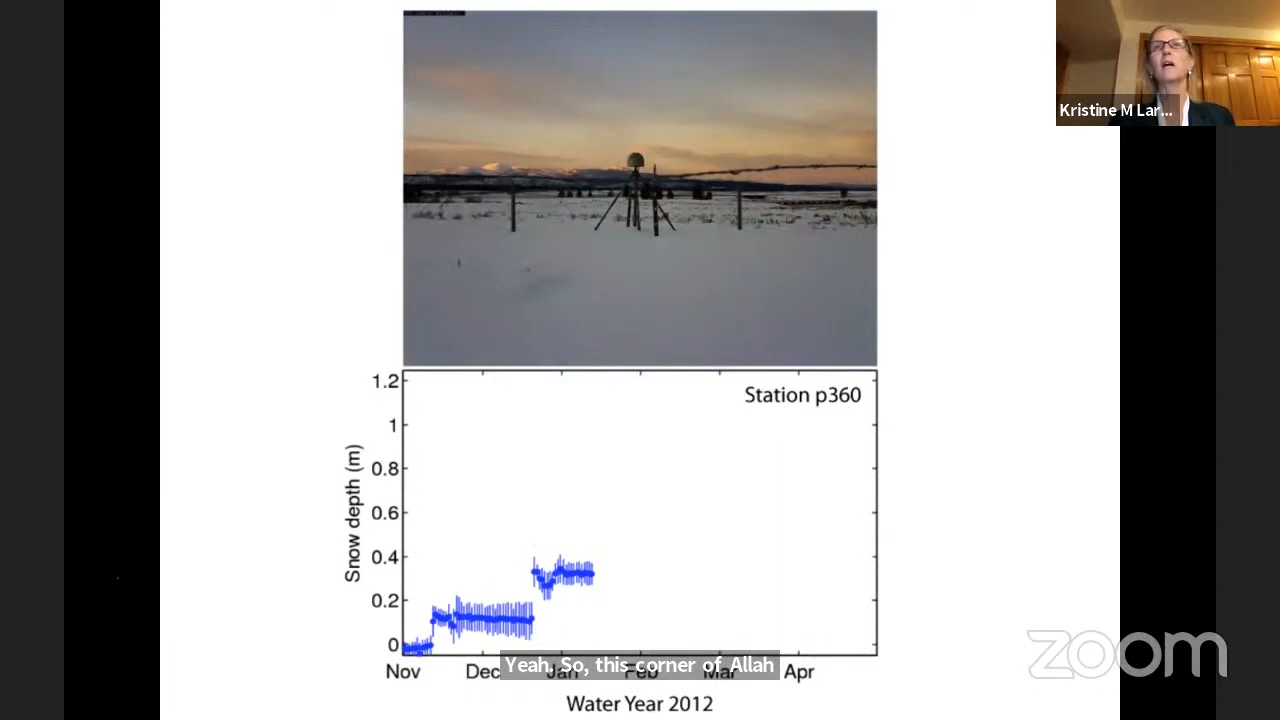 Kristine M Lar...
Station p360
1.2
1
0.8
0.6
0.4
0.2
0
Snow depth (m)
Nov Dec Jan Feb Mar Apr
Yeah. So, this corner of Allah
Water Year 2012
zoom